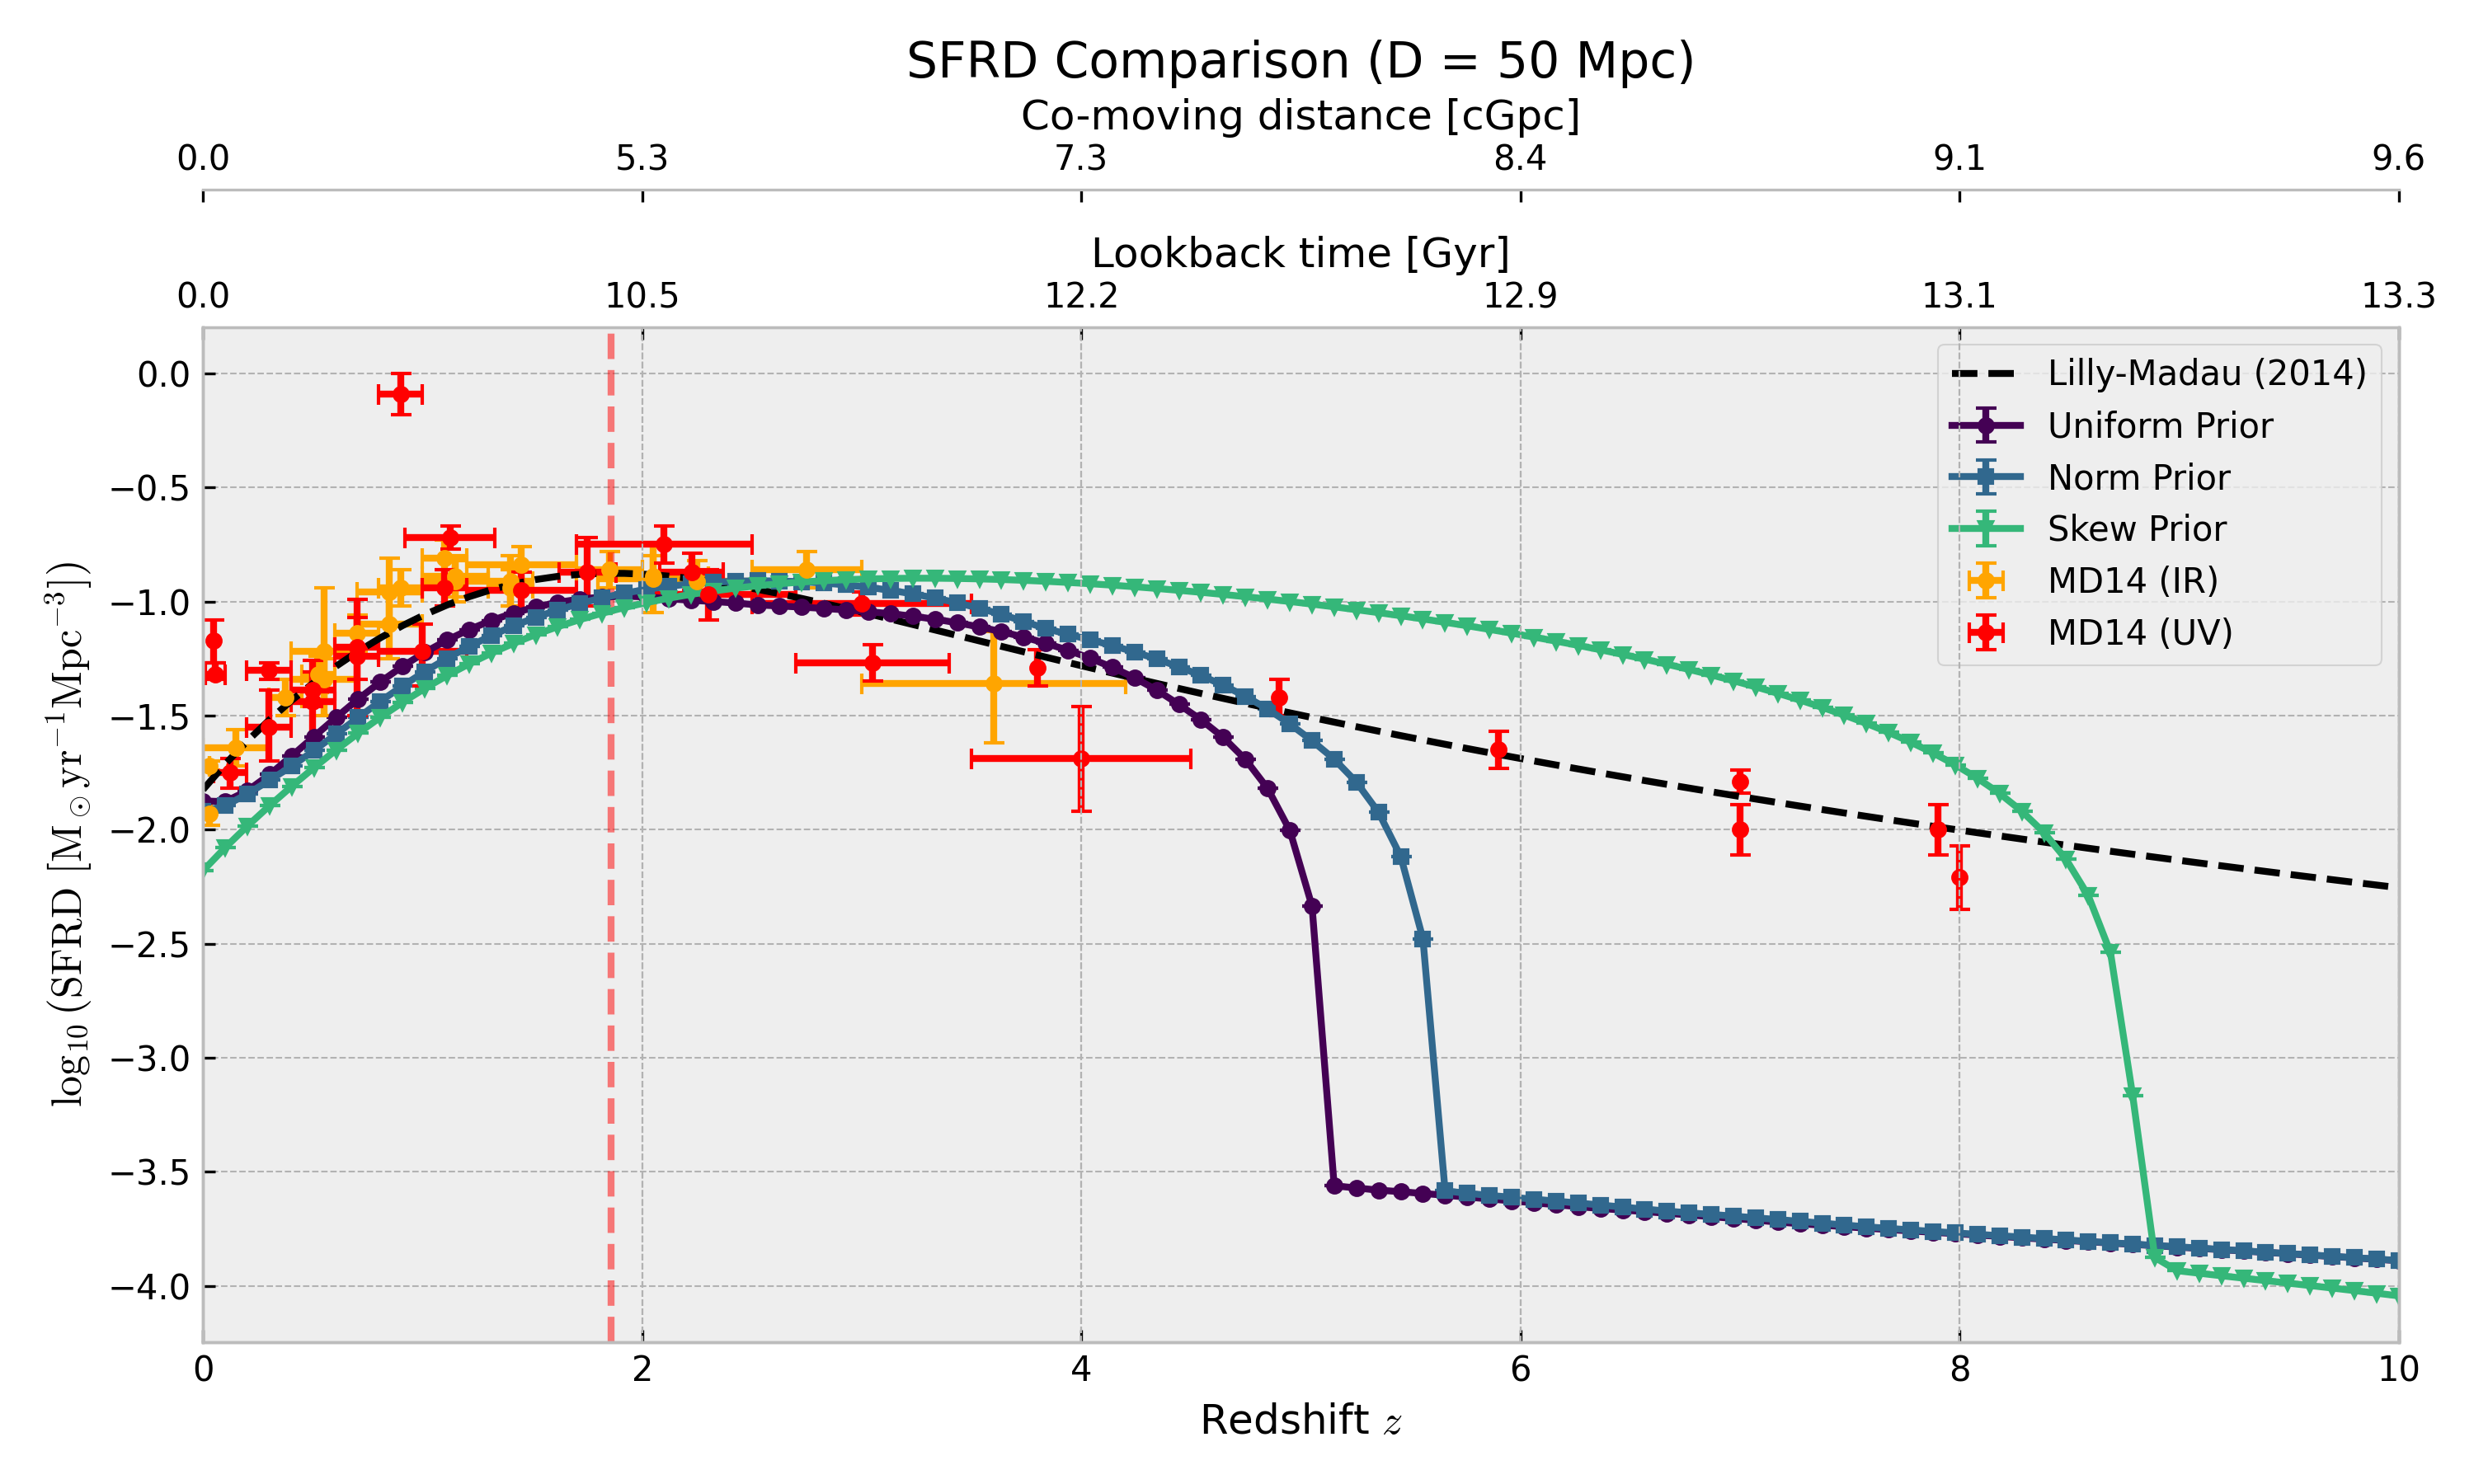 SFRD Comparison (D = 50 Mpc)
Co-moving distance [cGpc]
0.0 5.3 7.3 8.4 9.1 9.6
Lookback time [Gyr]
0.0 10.5 12.2 12.9 13.1 13.3
Lilly-Madau (2014)
Uniform Prior
Norm Prior
Skew Prior
MD14 (IR)
MD14 (UV)
0.0
−0.5
−1.0
−1.5
−2.0
−2.5
−3.0
−3.5
−4.0
log₁₀(SFRD [M⊙yr⁻¹Mpc⁻³])
0 2 4 6 8 10
Redshift z